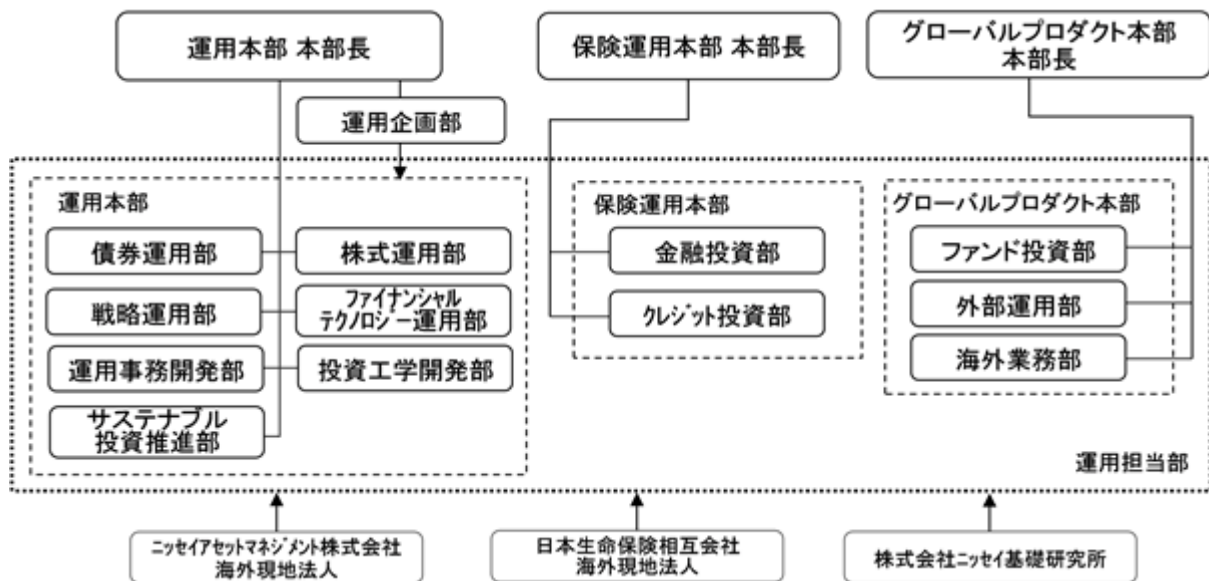 運用本部 本部長
保険運用本部 本部長
グローバルプロダクト本部
本部長
運用企画部
運用本部
債券運用部
株式運用部
戦略運用部
ファイナンシャル
テクノロジー運用部
運用事務開発部
投資工学開発部
サステナブル
投資推進部
保険運用本部
金融投資部
クレジット投資部
グローバルプロダクト本部
ファンド投資部
外部運用部
海外業務部
運用担当部
ニッセイアセットマネジメント株式会社
海外現地法人
日本生命保険相互会社
海外現地法人
株式会社ニッセイ基礎研究所